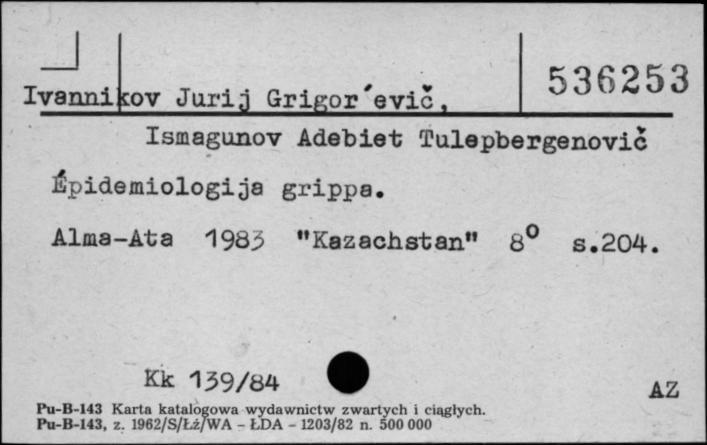 536253
Ivannikov Jurij Grigor´evič,
Ismagunov Adebiet Tulepbergenovič
Épidemiologija grippa.
Alma-Ata 1983 "Kazachstan" 8⁰ s.204.
Kk 139/84
AZ
Pu-B-143 Karta katalogowa wydawnictw zwartych i ciągłych.
Pu-B-143, z. 1962/S/Łż/WA - ŁDA - 1203/82 n. 500 000